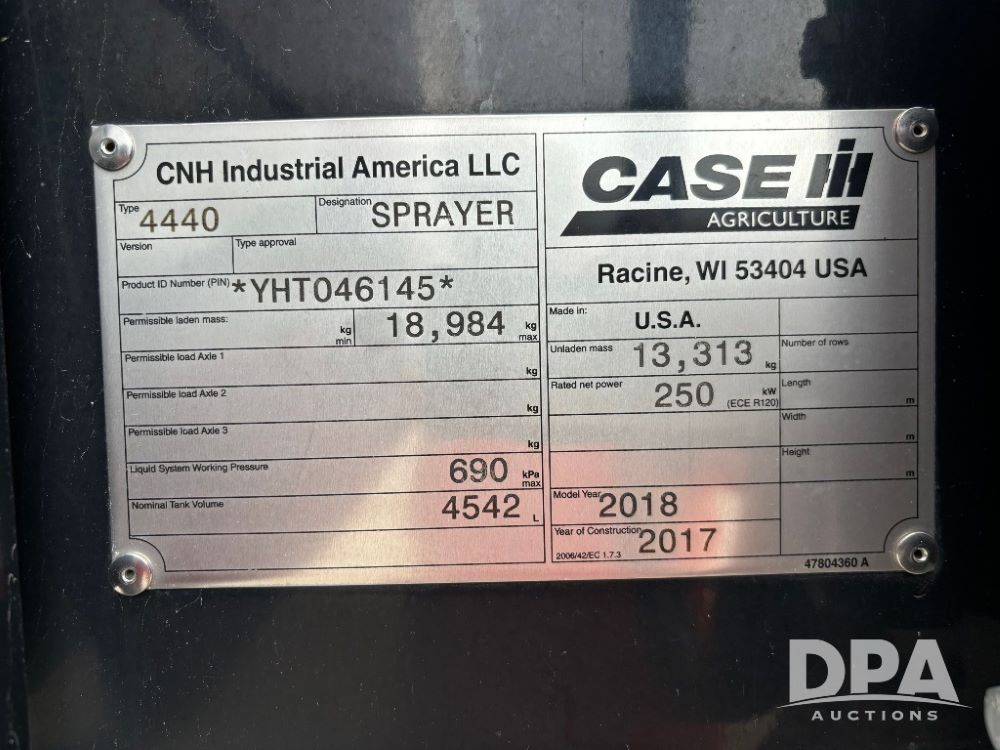 CNH Industrial America LLC
Type 4440 Designation SPRAYER
Version Type approval
Product ID Number (PIN) *YHT046145*
Permissible laden mass: kg min 18,984 kg max
Permissible load Axle 1 kg
Permissible load Axle 2 kg
Permissible load Axle 3 kg
Liquid System Working Pressure 690 kPa max
Nominal Tank Volume 4542 L
CASE IH
AGRICULTURE
Racine, WI 53404 USA
Made in: U.S.A.
Unladen mass 13,313 kg Number of rows
Rated net power 250 kW (ECE R120) Length m
Width m
Height m
Model Year 2018
Year of Construction 2017
2006/42/EC 1.7.3
47804360 A
DPA
AUCTIONS